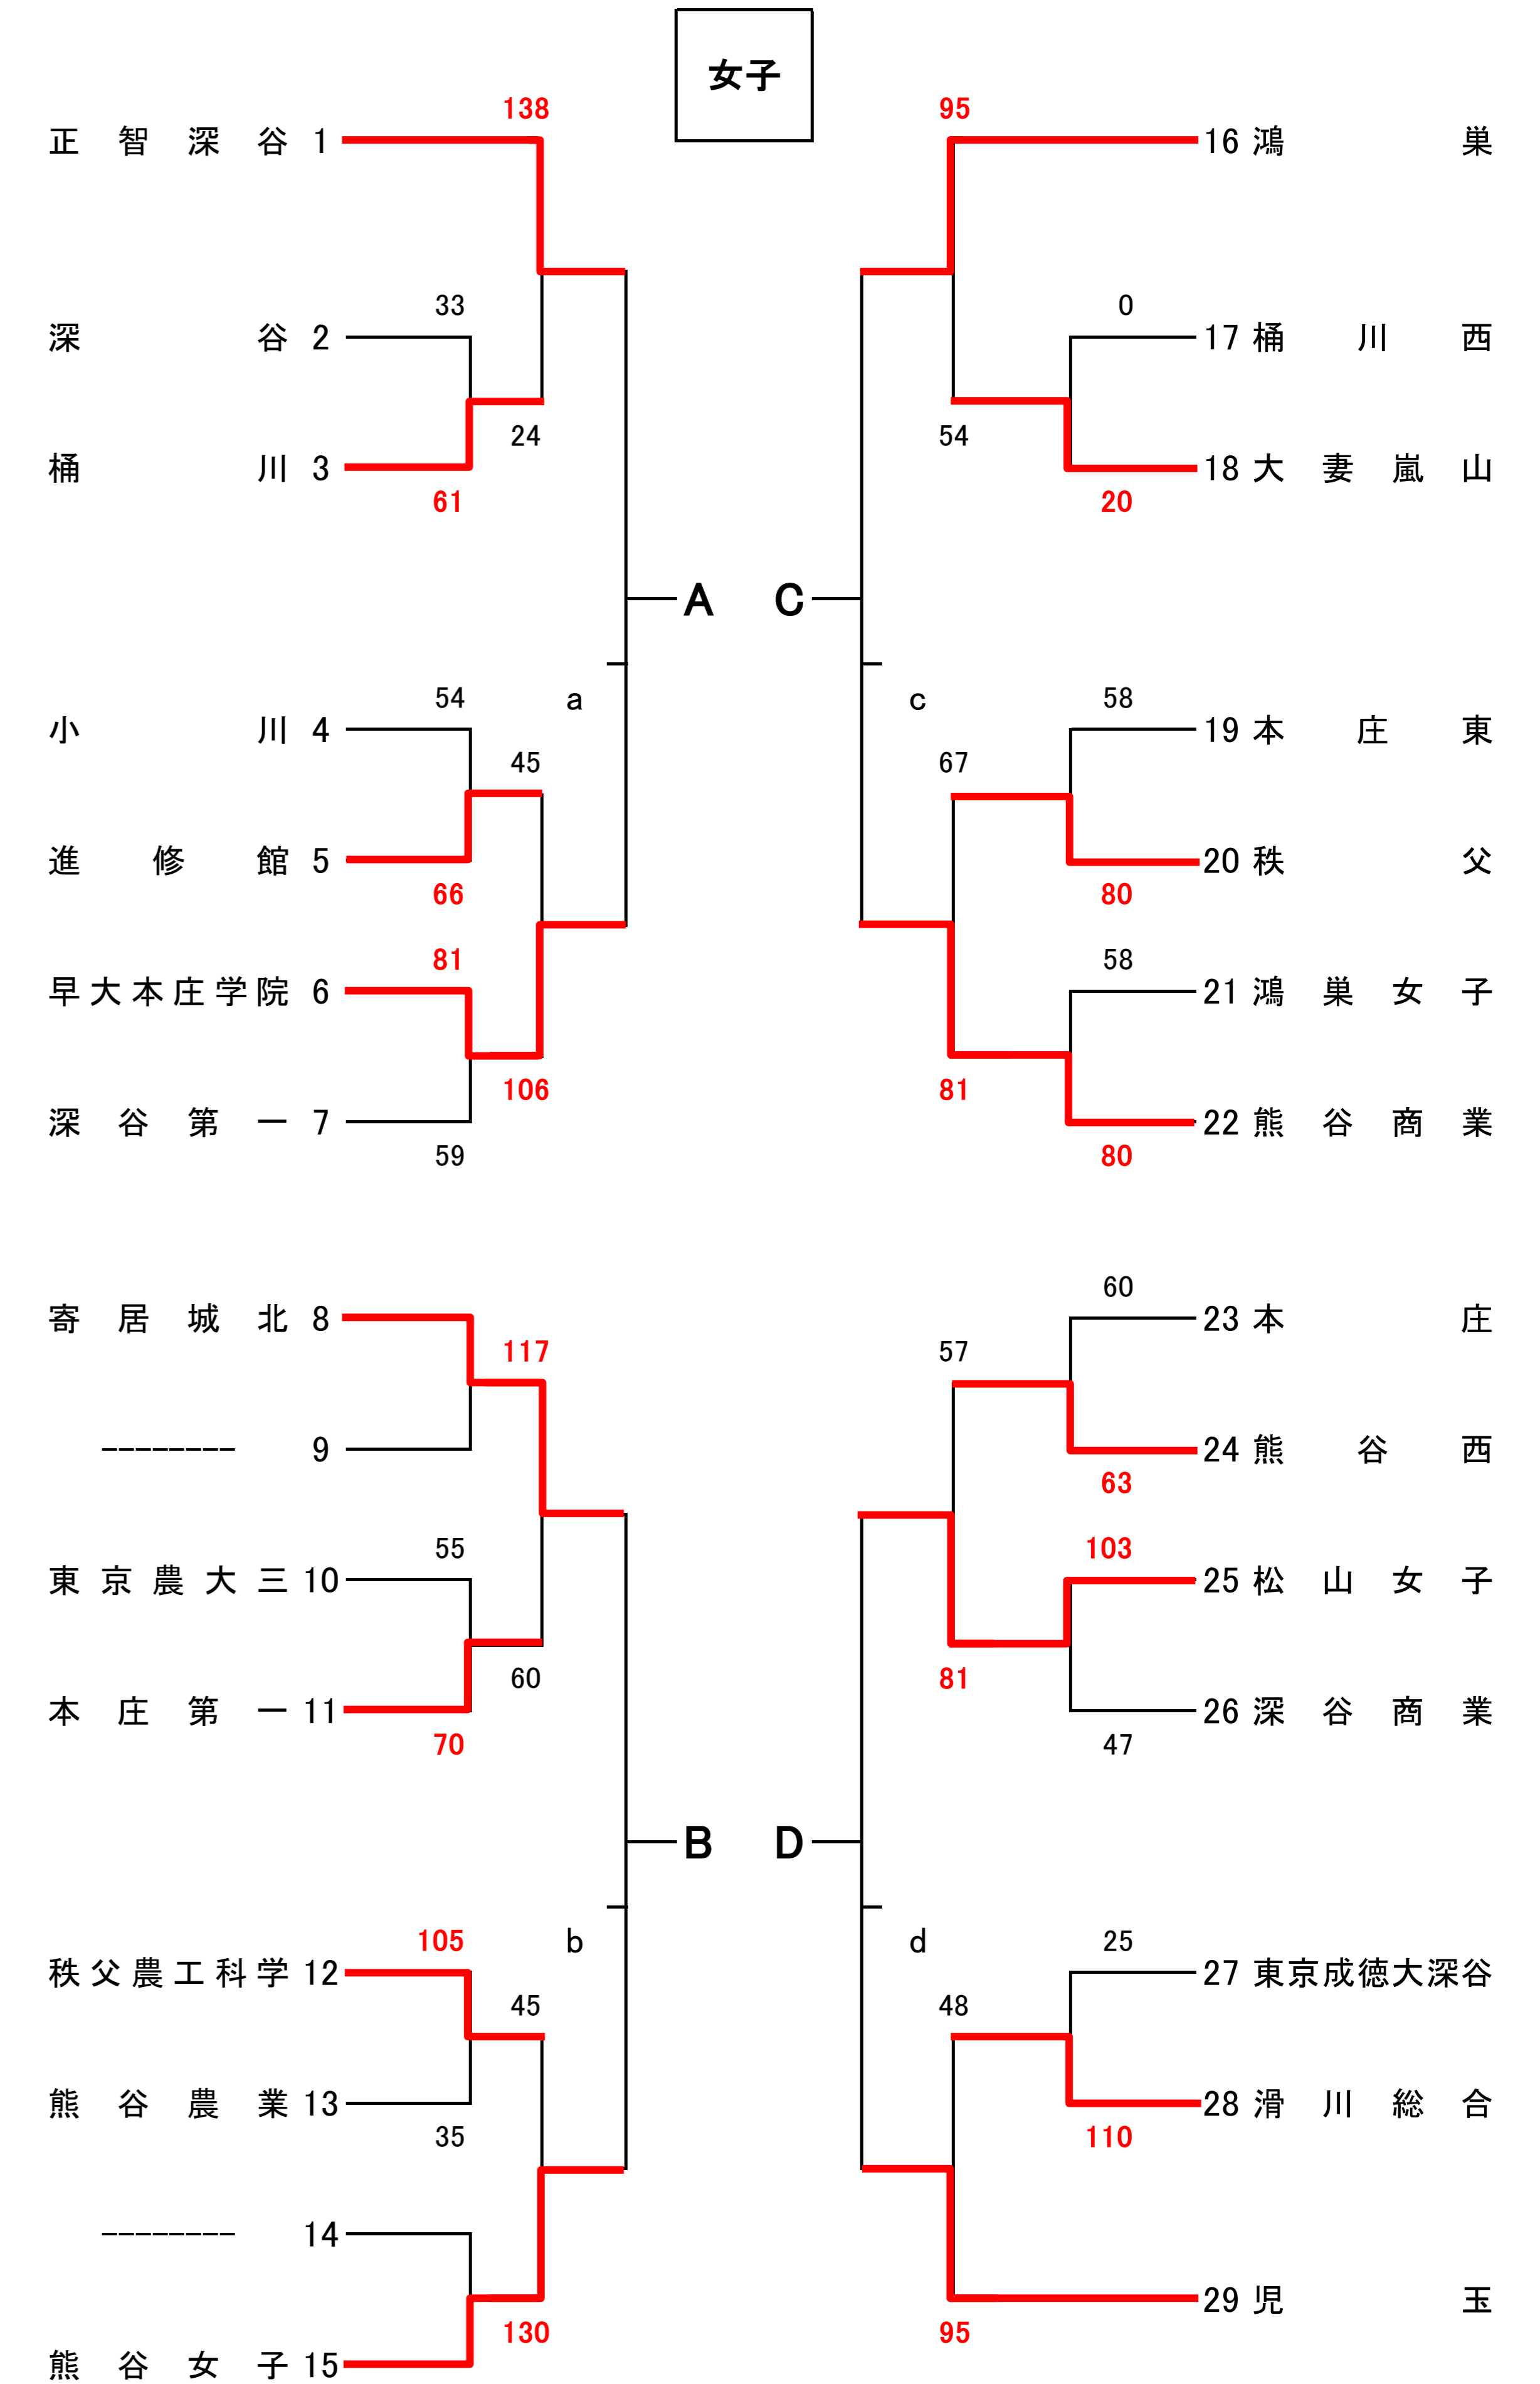 女子
138
正智深谷 1
33
深谷 2
24
桶川 3
61
A
54
小川 4
a
45
進修館 5
66
81
早大本庄学院 6
106
深谷第一 7
59
寄居城北 8
117
-------- 9
55
東京農大三 10
60
本庄第一 11
70
B
105
b
秩父農工科学 12
45
熊谷農業 13
35
-------- 14
130
熊谷女子 15
95
16 鴻巣
0
17 桶川西
54
18 大妻嵐山
20
C
58
c
19 本庄東
67
20 秩父
80
58
21 鴻巣女子
81
22 熊谷商業
80
60
23 本庄
57
24 熊谷西
63
103
25 松山女子
81
26 深谷商業
47
D
25
d
27 東京成徳大深谷
48
28 滑川総合
110
29 児玉
95